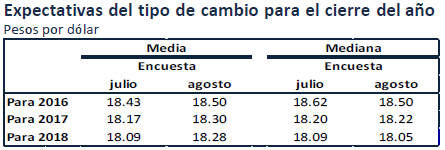 Expectativas del tipo de cambio para el cierre del año
Pesos por dólar
Media Mediana
Encuesta Encuesta
julio agosto julio agosto
Para 2016 18.43 18.50 18.62 18.50
Para 2017 18.17 18.30 18.20 18.22
Para 2018 18.09 18.28 18.09 18.05